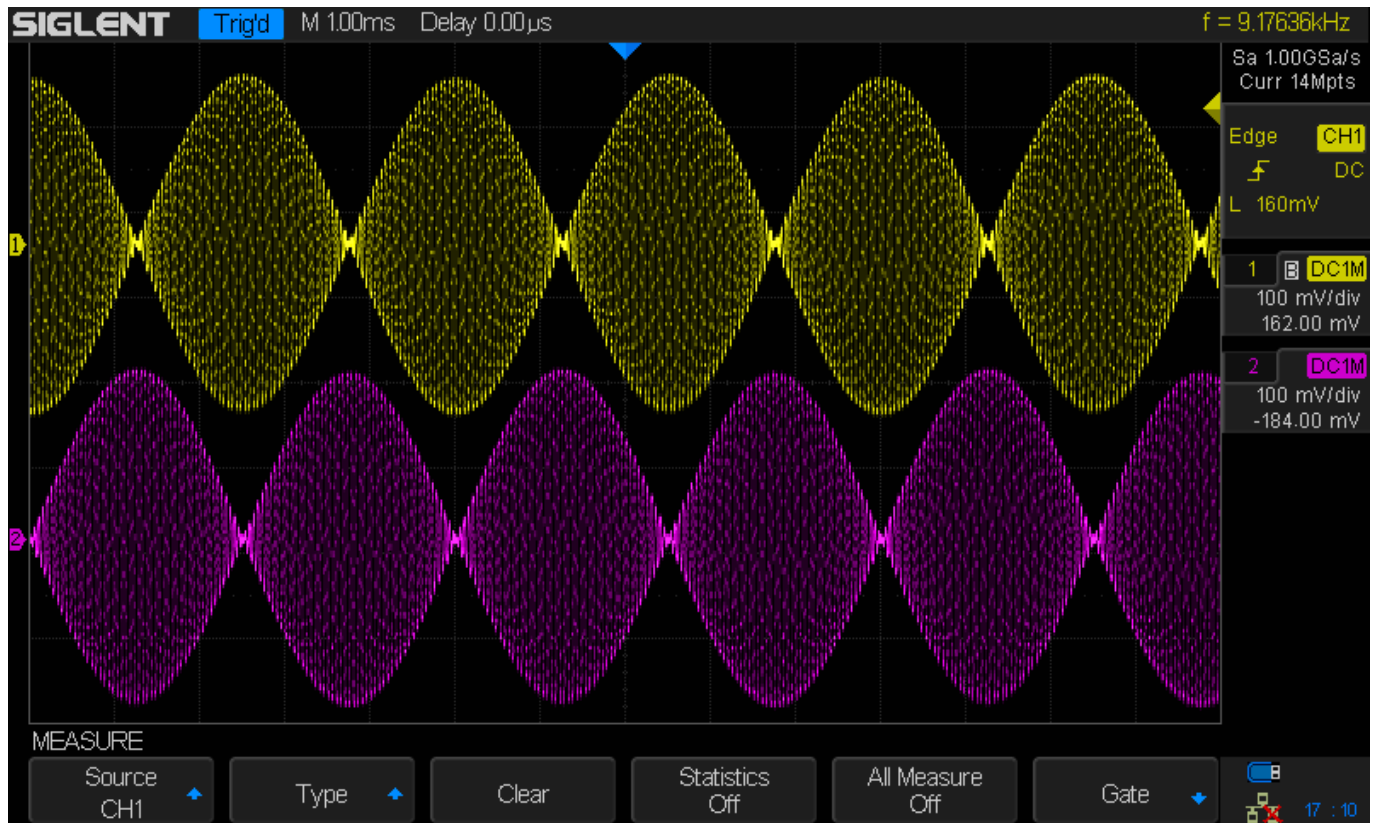 SIGLENT Trig'd M 1.00ms Delay 0.00µs f = 9.17636kHz
Sa 1.00GSa/s
Curr 14Mpts
Edge CH1
DC
L 160mV
1 B DC1M
100 mV/div
162.00 mV
2 DC1M
100 mV/div
-184.00 mV
1
2
MEASURE
Source
CH1
Type
Clear
Statistics
Off
All Measure
Off
Gate
17 : 10